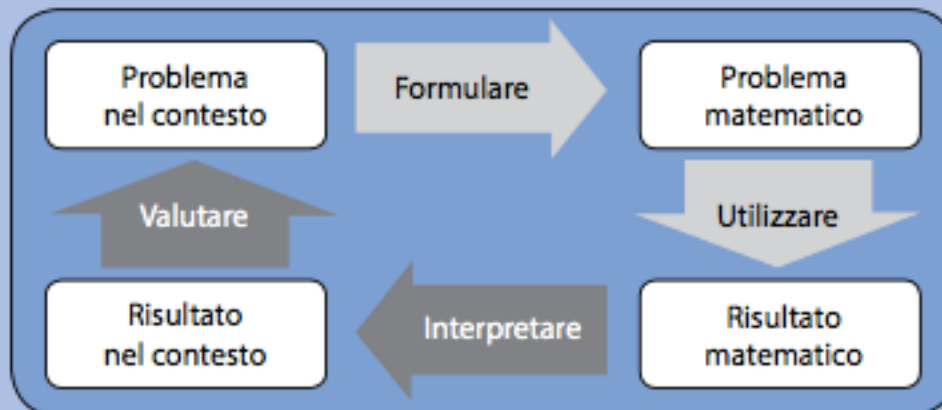 Problema
nel contesto
Formulare
Problema
matematico
Valutare
Utilizzare
Risultato
nel contesto
Interpretare
Risultato
matematico